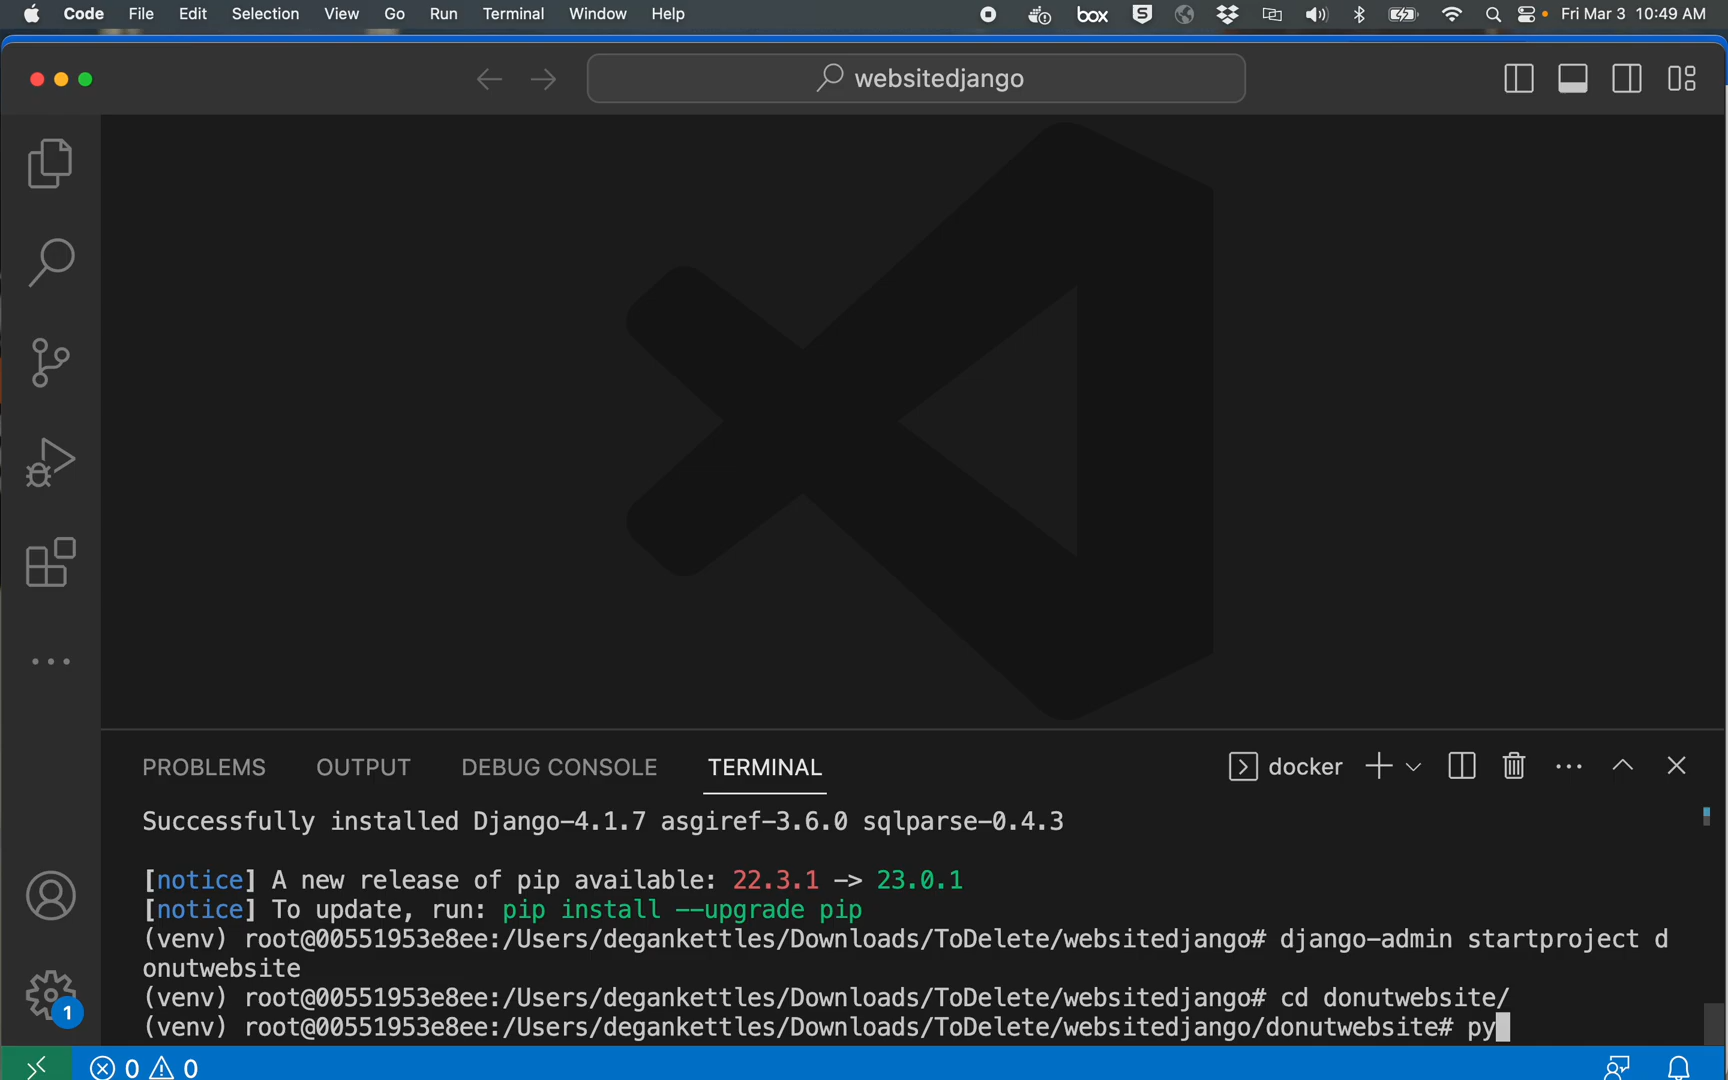 Code File Edit Selection View Go Run Terminal Window Help box Fri Mar 3 10:49 AM
websitedjango
PROBLEMS OUTPUT DEBUG CONSOLE TERMINAL docker
Successfully installed Django-4.1.7 asgiref-3.6.0 sqlparse-0.4.3
[notice] A new release of pip available: 22.3.1 -> 23.0.1
[notice] To update, run: pip install --upgrade pip
(venv) root@00551953e8ee:/Users/degankettles/Downloads/ToDelete/websitedjango# django-admin startproject d
onutwebsite
(venv) root@00551953e8ee:/Users/degankettles/Downloads/ToDelete/websitedjango# cd donutwebsite/
(venv) root@00551953e8ee:/Users/degankettles/Downloads/ToDelete/websitedjango/donutwebsite# py
1
0 0